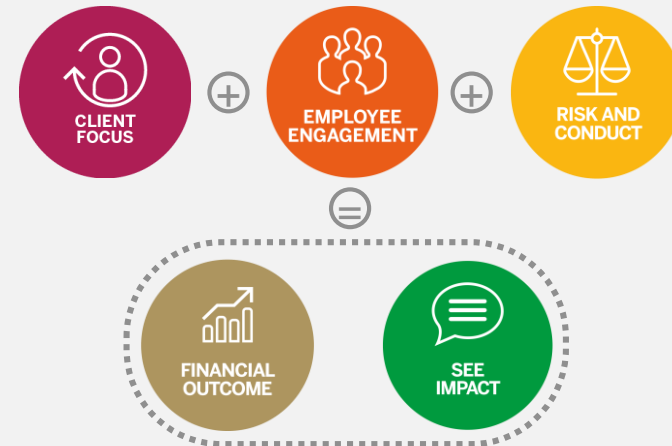 CLIENT
FOCUS
+
EMPLOYEE
ENGAGEMENT
+
RISK AND
CONDUCT
=
FINANCIAL
OUTCOME
SEE
IMPACT